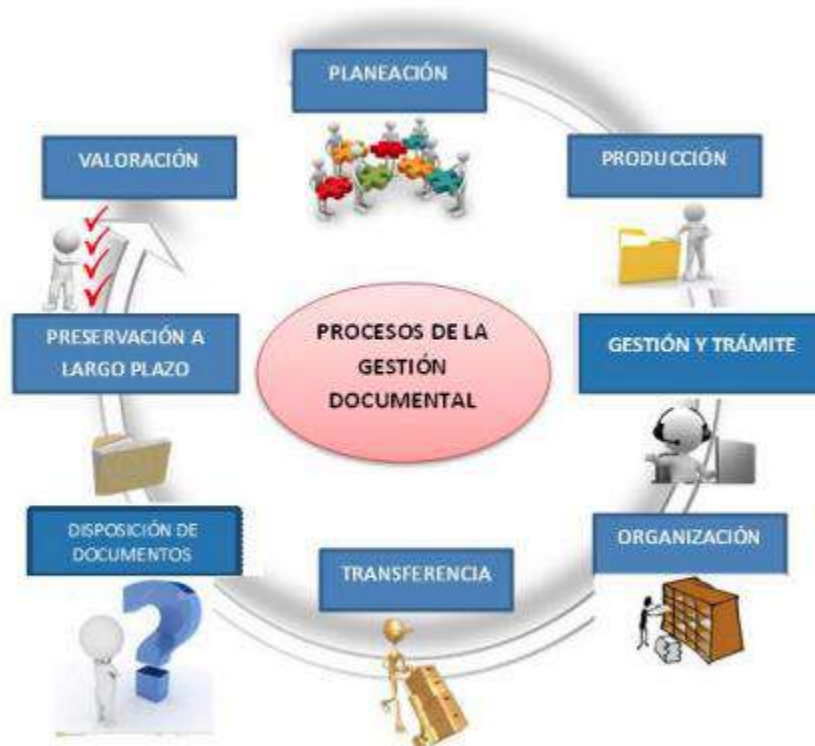 PLANEACIÓN
PRODUCCIÓN
GESTIÓN Y TRÁMITE
ORGANIZACIÓN
TRANSFERENCIA
DISPOSICIÓN DE
DOCUMENTOS
PRESERVACIÓN A
LARGO PLAZO
VALORACIÓN
PROCESOS DE LA
GESTIÓN
DOCUMENTAL